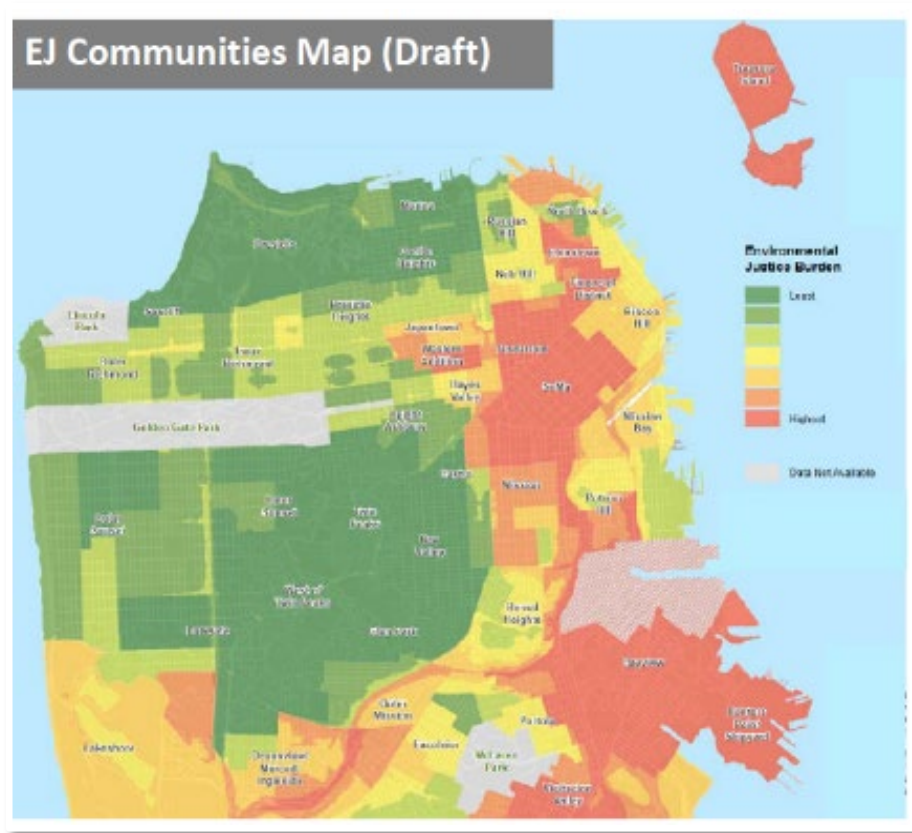 EJ Communities Map (Draft)
Treasure
Island
Marina
Russian
Hill
North Beach
Presidio
Pacific
Heights
Nob Hill
Chinatown
Financial
District
Environmental
Justice Burden
Least
Highest
Data Not Available
Lincoln
Park
Seacliff
Presidio
Heights
Rincon
Hill
Japantown
Outer
Richmond
Inner
Richmond
Western
Addition
Tenderloin
SoMa
Hayes
Valley
Golden Gate Park
Haight
Ashbury
Mission
Bay
Castro
Mission
Potrero
Hill
Outer
Sunset
Inner
Sunset
Twin
Peaks
Noe
Valley
West of
Twin Peaks
Bernal
Heights
Lakeside
Glen Park
Bayview
Hunters
Point
Shipyard
Outer
Mission
Portola
Lakeshore
Excelsior
McLaren
Park
Oceanview/
Merced/
Ingleside
Visitacion
Valley